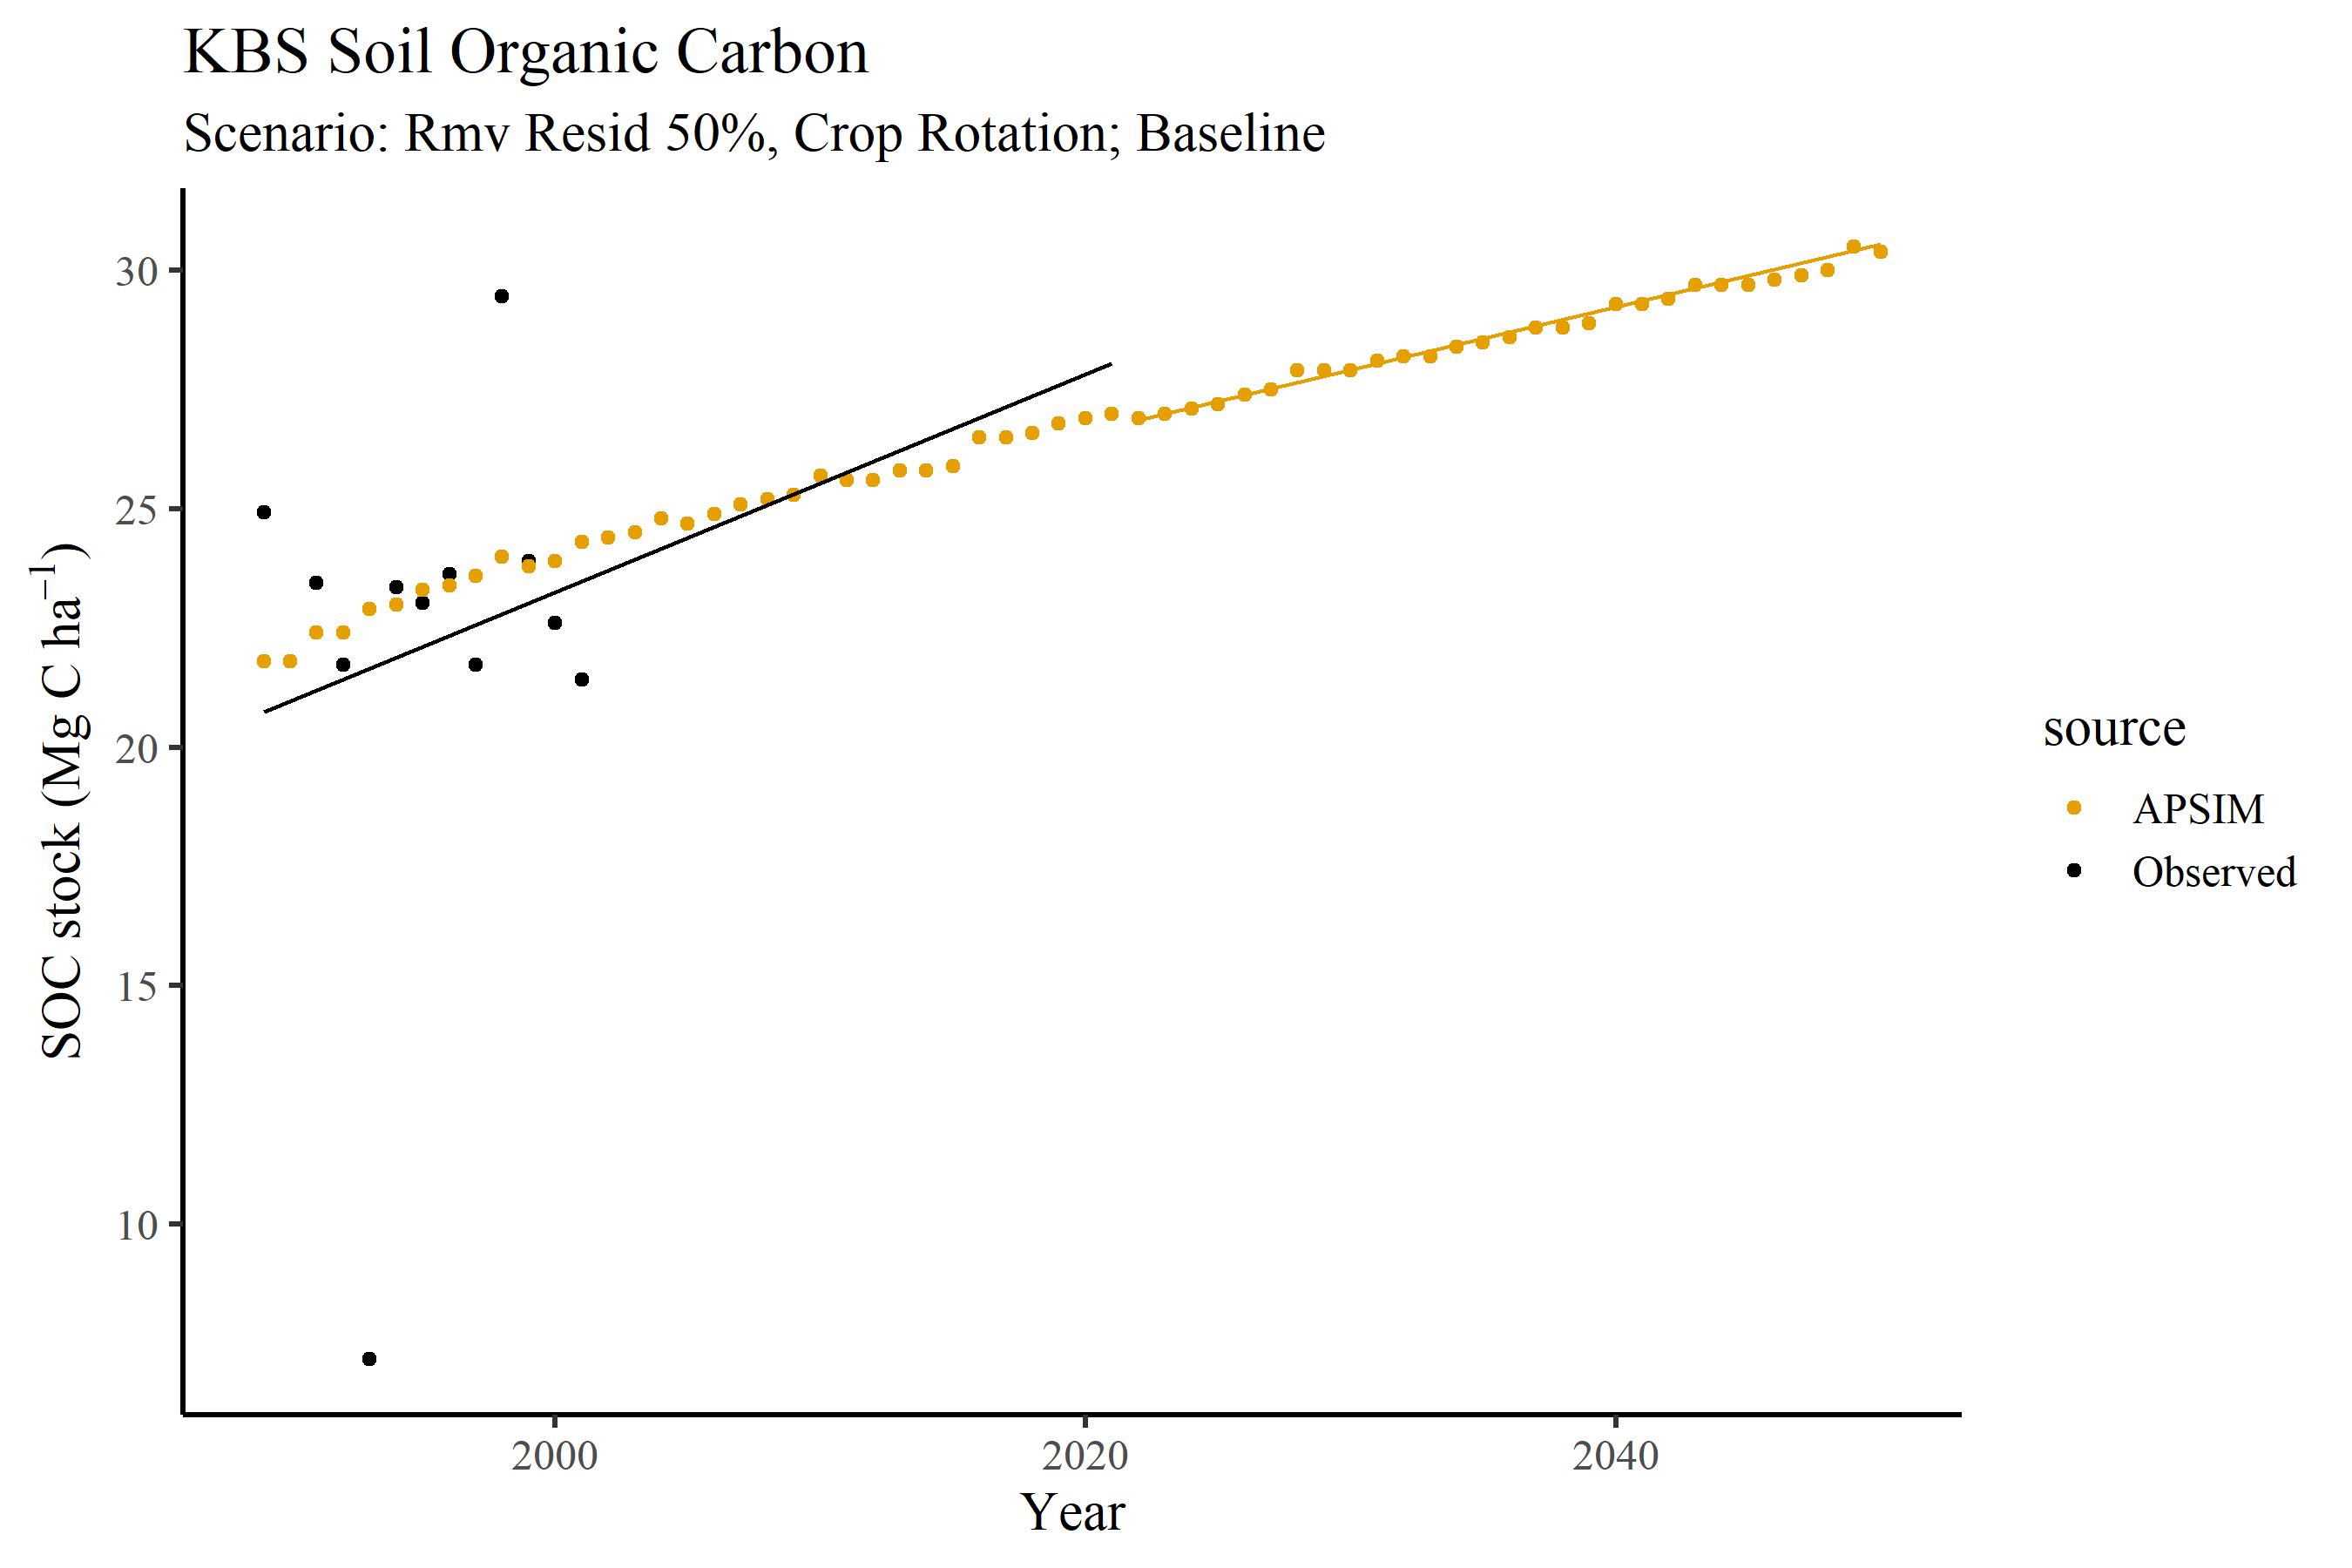 KBS Soil Organic Carbon
Scenario: Rmv Resid 50%, Crop Rotation; Baseline
SOC stock (Mg C ha⁻¹)
30
25
20
15
10
2000
2020
2040
Year
source
APSIM
Observed